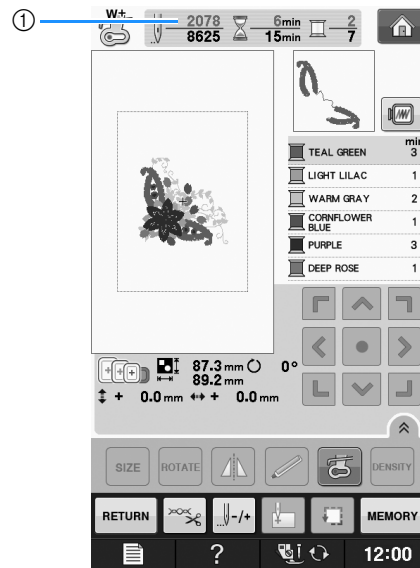 ①
W+
2078 6min 2
8625 15min 7
min
TEAL GREEN 3
LIGHT LILAC 1
WARM GRAY 2
CORNFLOWER
BLUE 1
PURPLE 3
DEEP ROSE 1
87.3 mm 0°
89.2 mm
+ 0.0 mm + 0.0 mm
SIZE ROTATE DENSITY
RETURN -/+ MEMORY
? 12:00